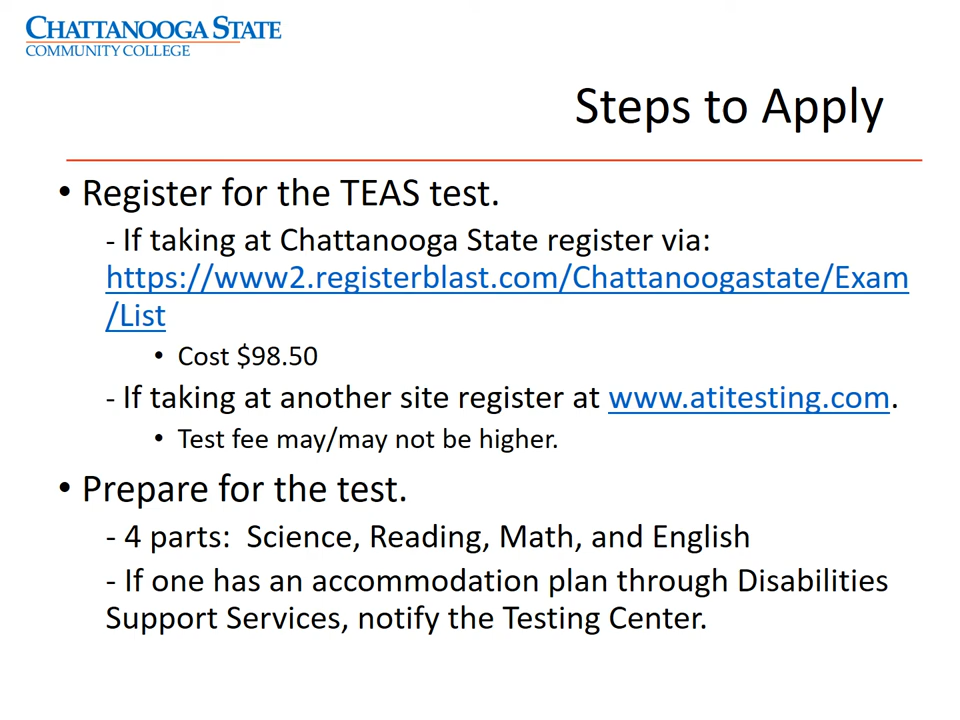 CHATTANOOGA STATE
COMMUNITY COLLEGE
Steps to Apply
• Register for the TEAS test.
- If taking at Chattanooga State register via:
https://www2.registerblast.com/Chattanoogastate/Exam
/List
• Cost $98.50
- If taking at another site register at www.atitesting.com.
• Test fee may/may not be higher.
• Prepare for the test.
- 4 parts:  Science, Reading, Math, and English
- If one has an accommodation plan through Disabilities
Support Services, notify the Testing Center.